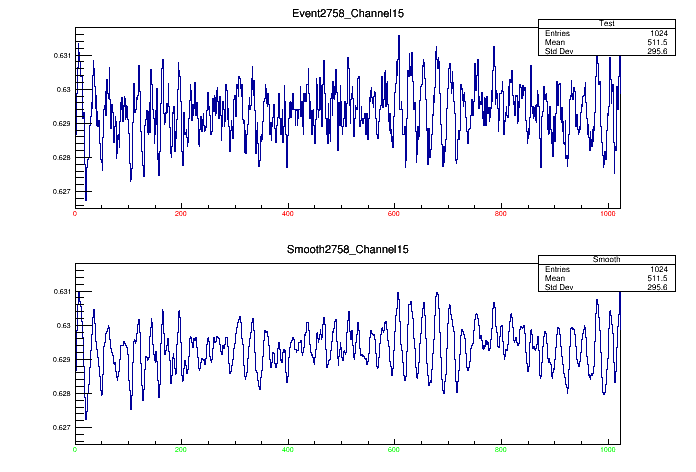 Event2758_Channel15
Test
Entries 1024
Mean 511.5
Std Dev 295.6
0.631
0.63
0.629
0.628
0.627
0 200 400 600 800 1000
Smooth2758_Channel15
Smooth
Entries 1024
Mean 511.5
Std Dev 295.6
0.631
0.63
0.629
0.628
0.627
0 200 400 600 800 1000